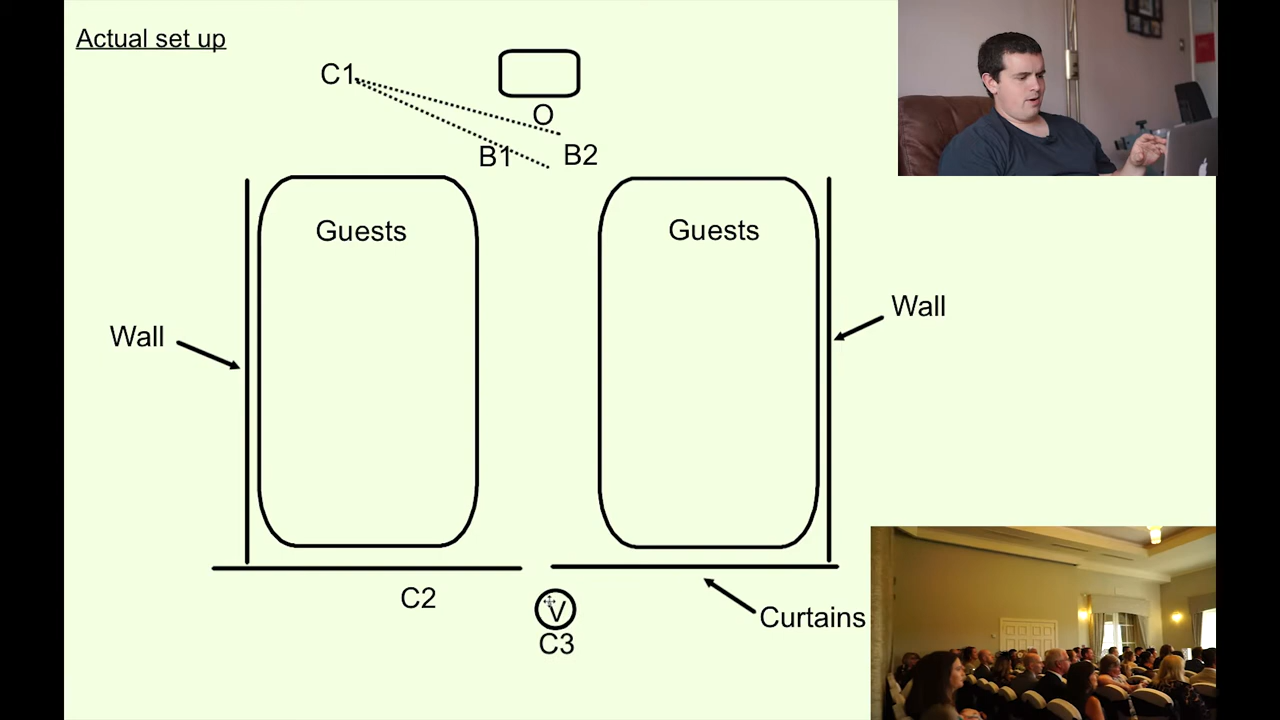 Actual set up
C1
O
B1
B2
Guests
Guests
Wall
Wall
C2
V
C3
Curtains